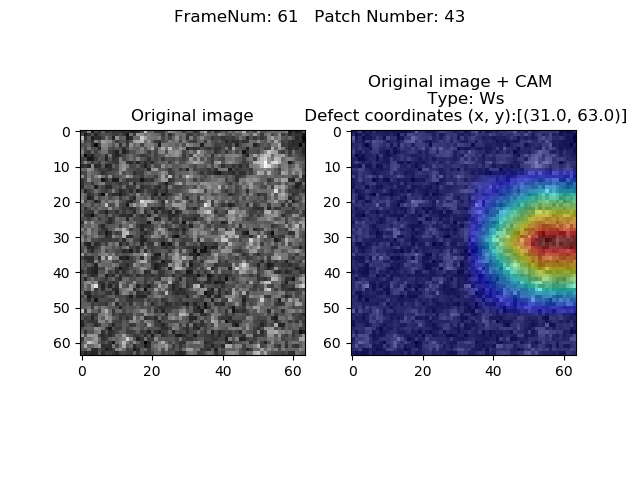 FrameNum: 61   Patch Number: 43
Original image
Original image + CAM
Type: Ws
Defect coordinates (x, y):[(31.0, 63.0)]
0
10
20
30
40
50
60
0 20 40 60
0
10
20
30
40
50
60
0 20 40 60